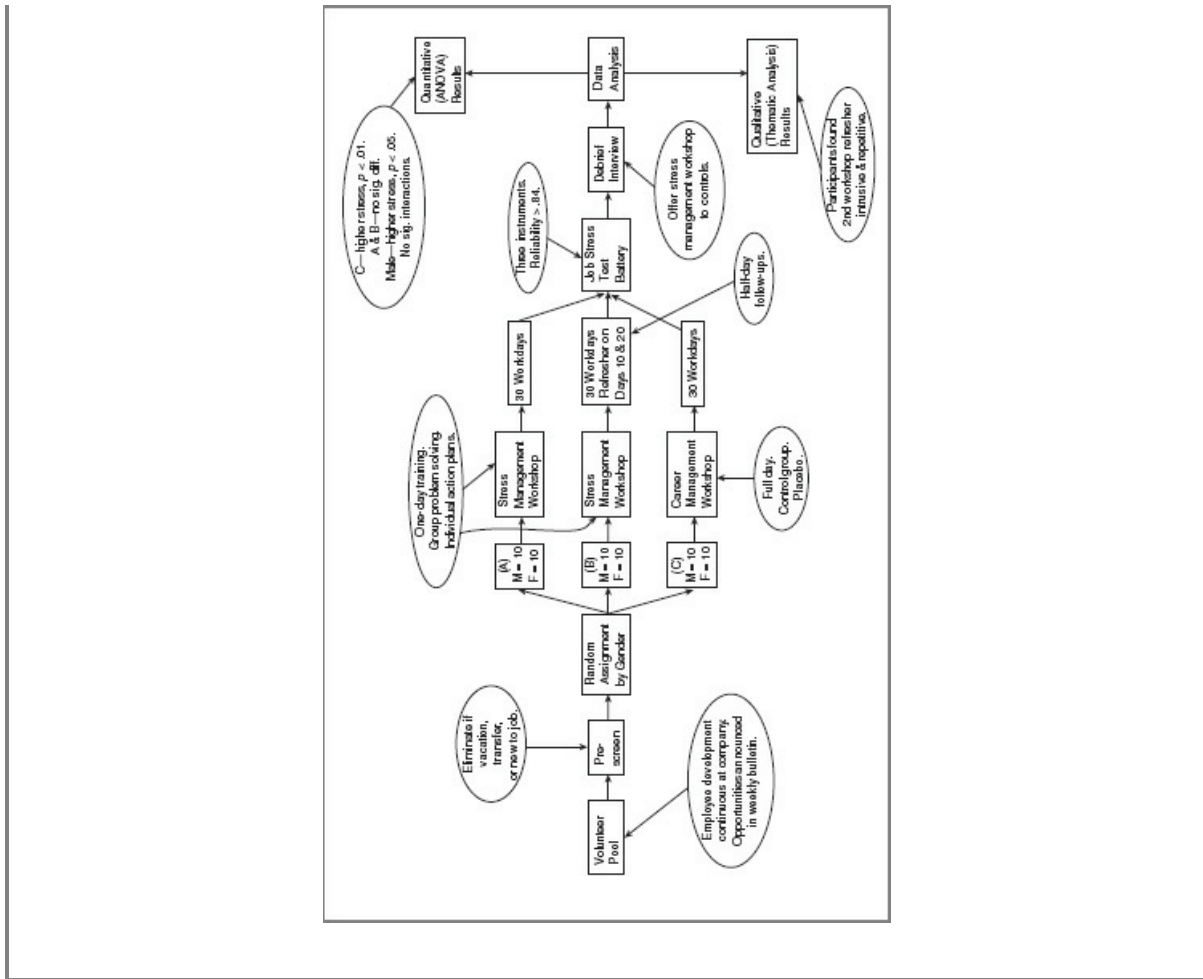 Volunteer
Pool
Employee development
continuous at company.
Opportunities announced
in weekly bulletin.
Pre-
screen
Eliminate if
vacation,
transfer,
or new to job.
Random
Assignment
by Gender
(A)
M = 10
F = 10
(B)
M = 10
F = 10
(C)
M = 10
F = 10
One-day training.
Group problem solving.
Individual action plans.
Stress
Management
Workshop
Stress
Management
Workshop
Career
Management
Workshop
Full day.
Control group.
Placebo.
30 Workdays
30 Workdays
Refresher on
Days 10 & 20
30 Workdays
Half-day
follow-ups.
Three instruments.
Reliability > .84.
Job Stress
Test
Battery
Debrief
Interview
Offer stress
management workshop
to controls.
Data
Analysis
C—higher stress, p < .01.
A & B—no sig. diff.
Male—higher stress, p < .05.
No sig. interactions.
Quantitative
(ANOVA)
Results
Qualitative
(Thematic Analysis)
Results
Participants found
2nd workshop refresher
intrusive & repetitive.